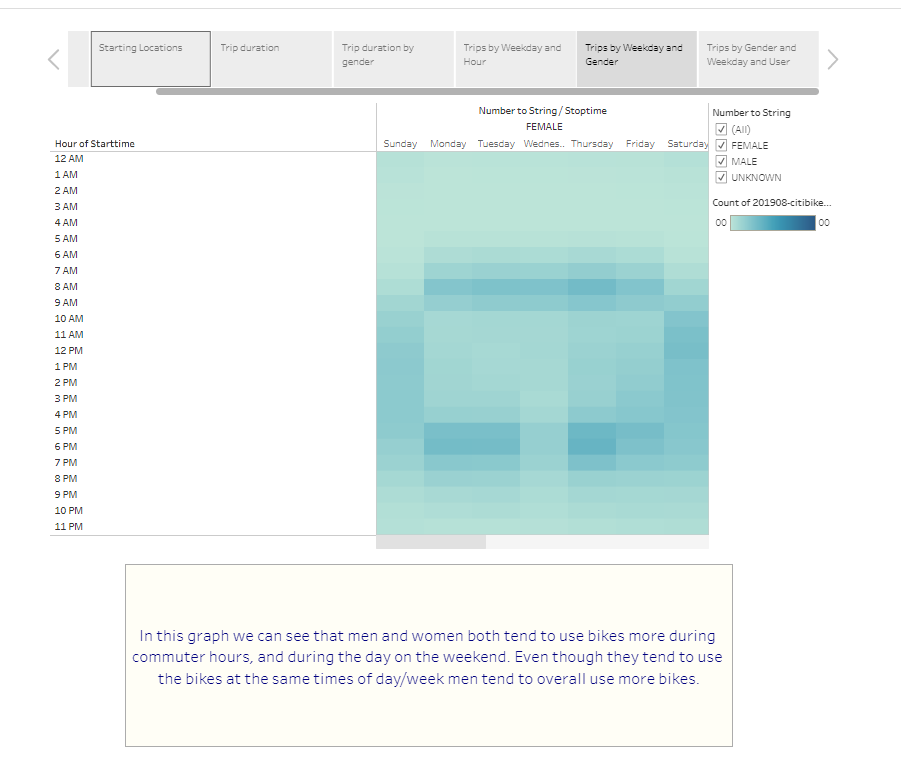 Starting Locations
Trip duration
Trip duration by
gender
Trips by Weekday and
Hour
Trips by Weekday and
Gender
Trips by Gender and
Weekday and User
Number to String / Stoptime
FEMALE
Hour of Starttime
Sunday Monday Tuesday Wednes.. Thursday Friday Saturday
12 AM
1 AM
2 AM
3 AM
4 AM
5 AM
6 AM
7 AM
8 AM
9 AM
10 AM
11 AM
12 PM
1 PM
2 PM
3 PM
4 PM
5 PM
6 PM
7 PM
8 PM
9 PM
10 PM
11 PM
Number to String
(All)
FEMALE
MALE
UNKNOWN
Count of 201908-citibike...
00 00
In this graph we can see that men and women both tend to use bikes more during
commuter hours, and during the day on the weekend. Even though they tend to use
the bikes at the same times of day/week men tend to overall use more bikes.